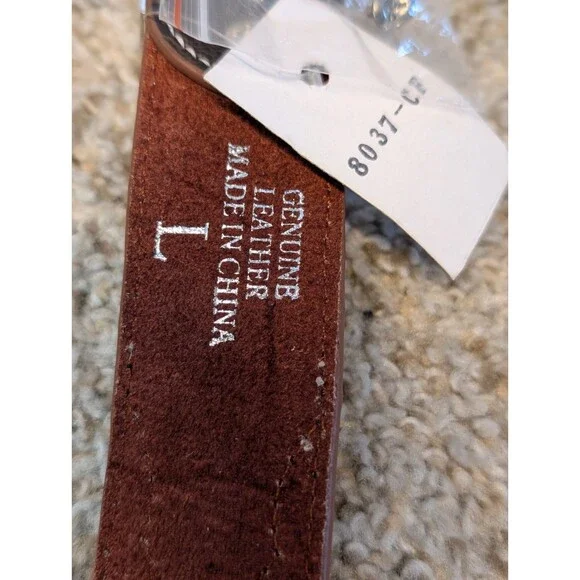 GENUINE
LEATHER
MADE IN CHINA
L
8037-CF